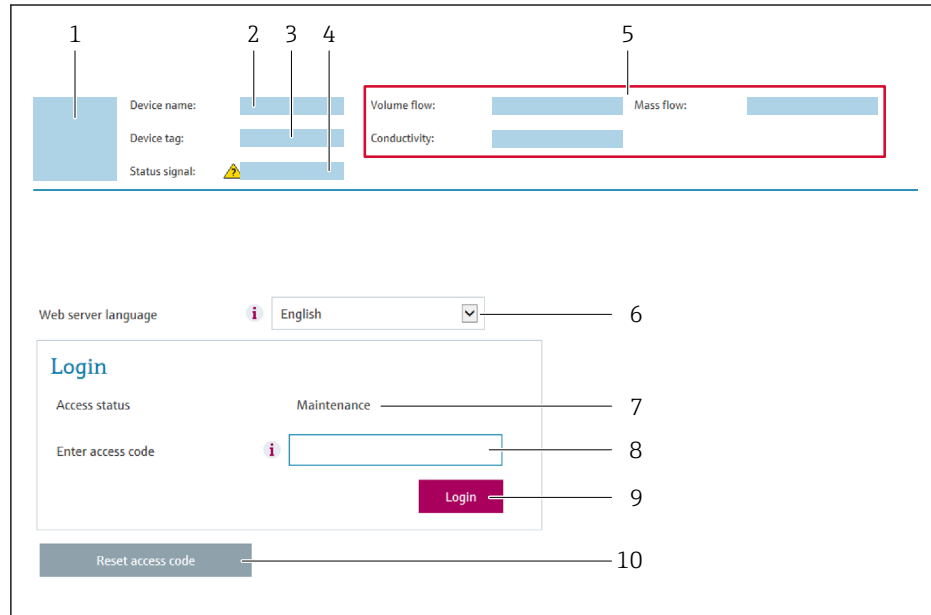 1 2 3 4 5
Device name: Volume flow: Mass flow:
Device tag: Conductivity:
Status signal: ?
Web server language i English 6
Login
Access status Maintenance 7
Enter access code i 8
Login 9
Reset access code 10